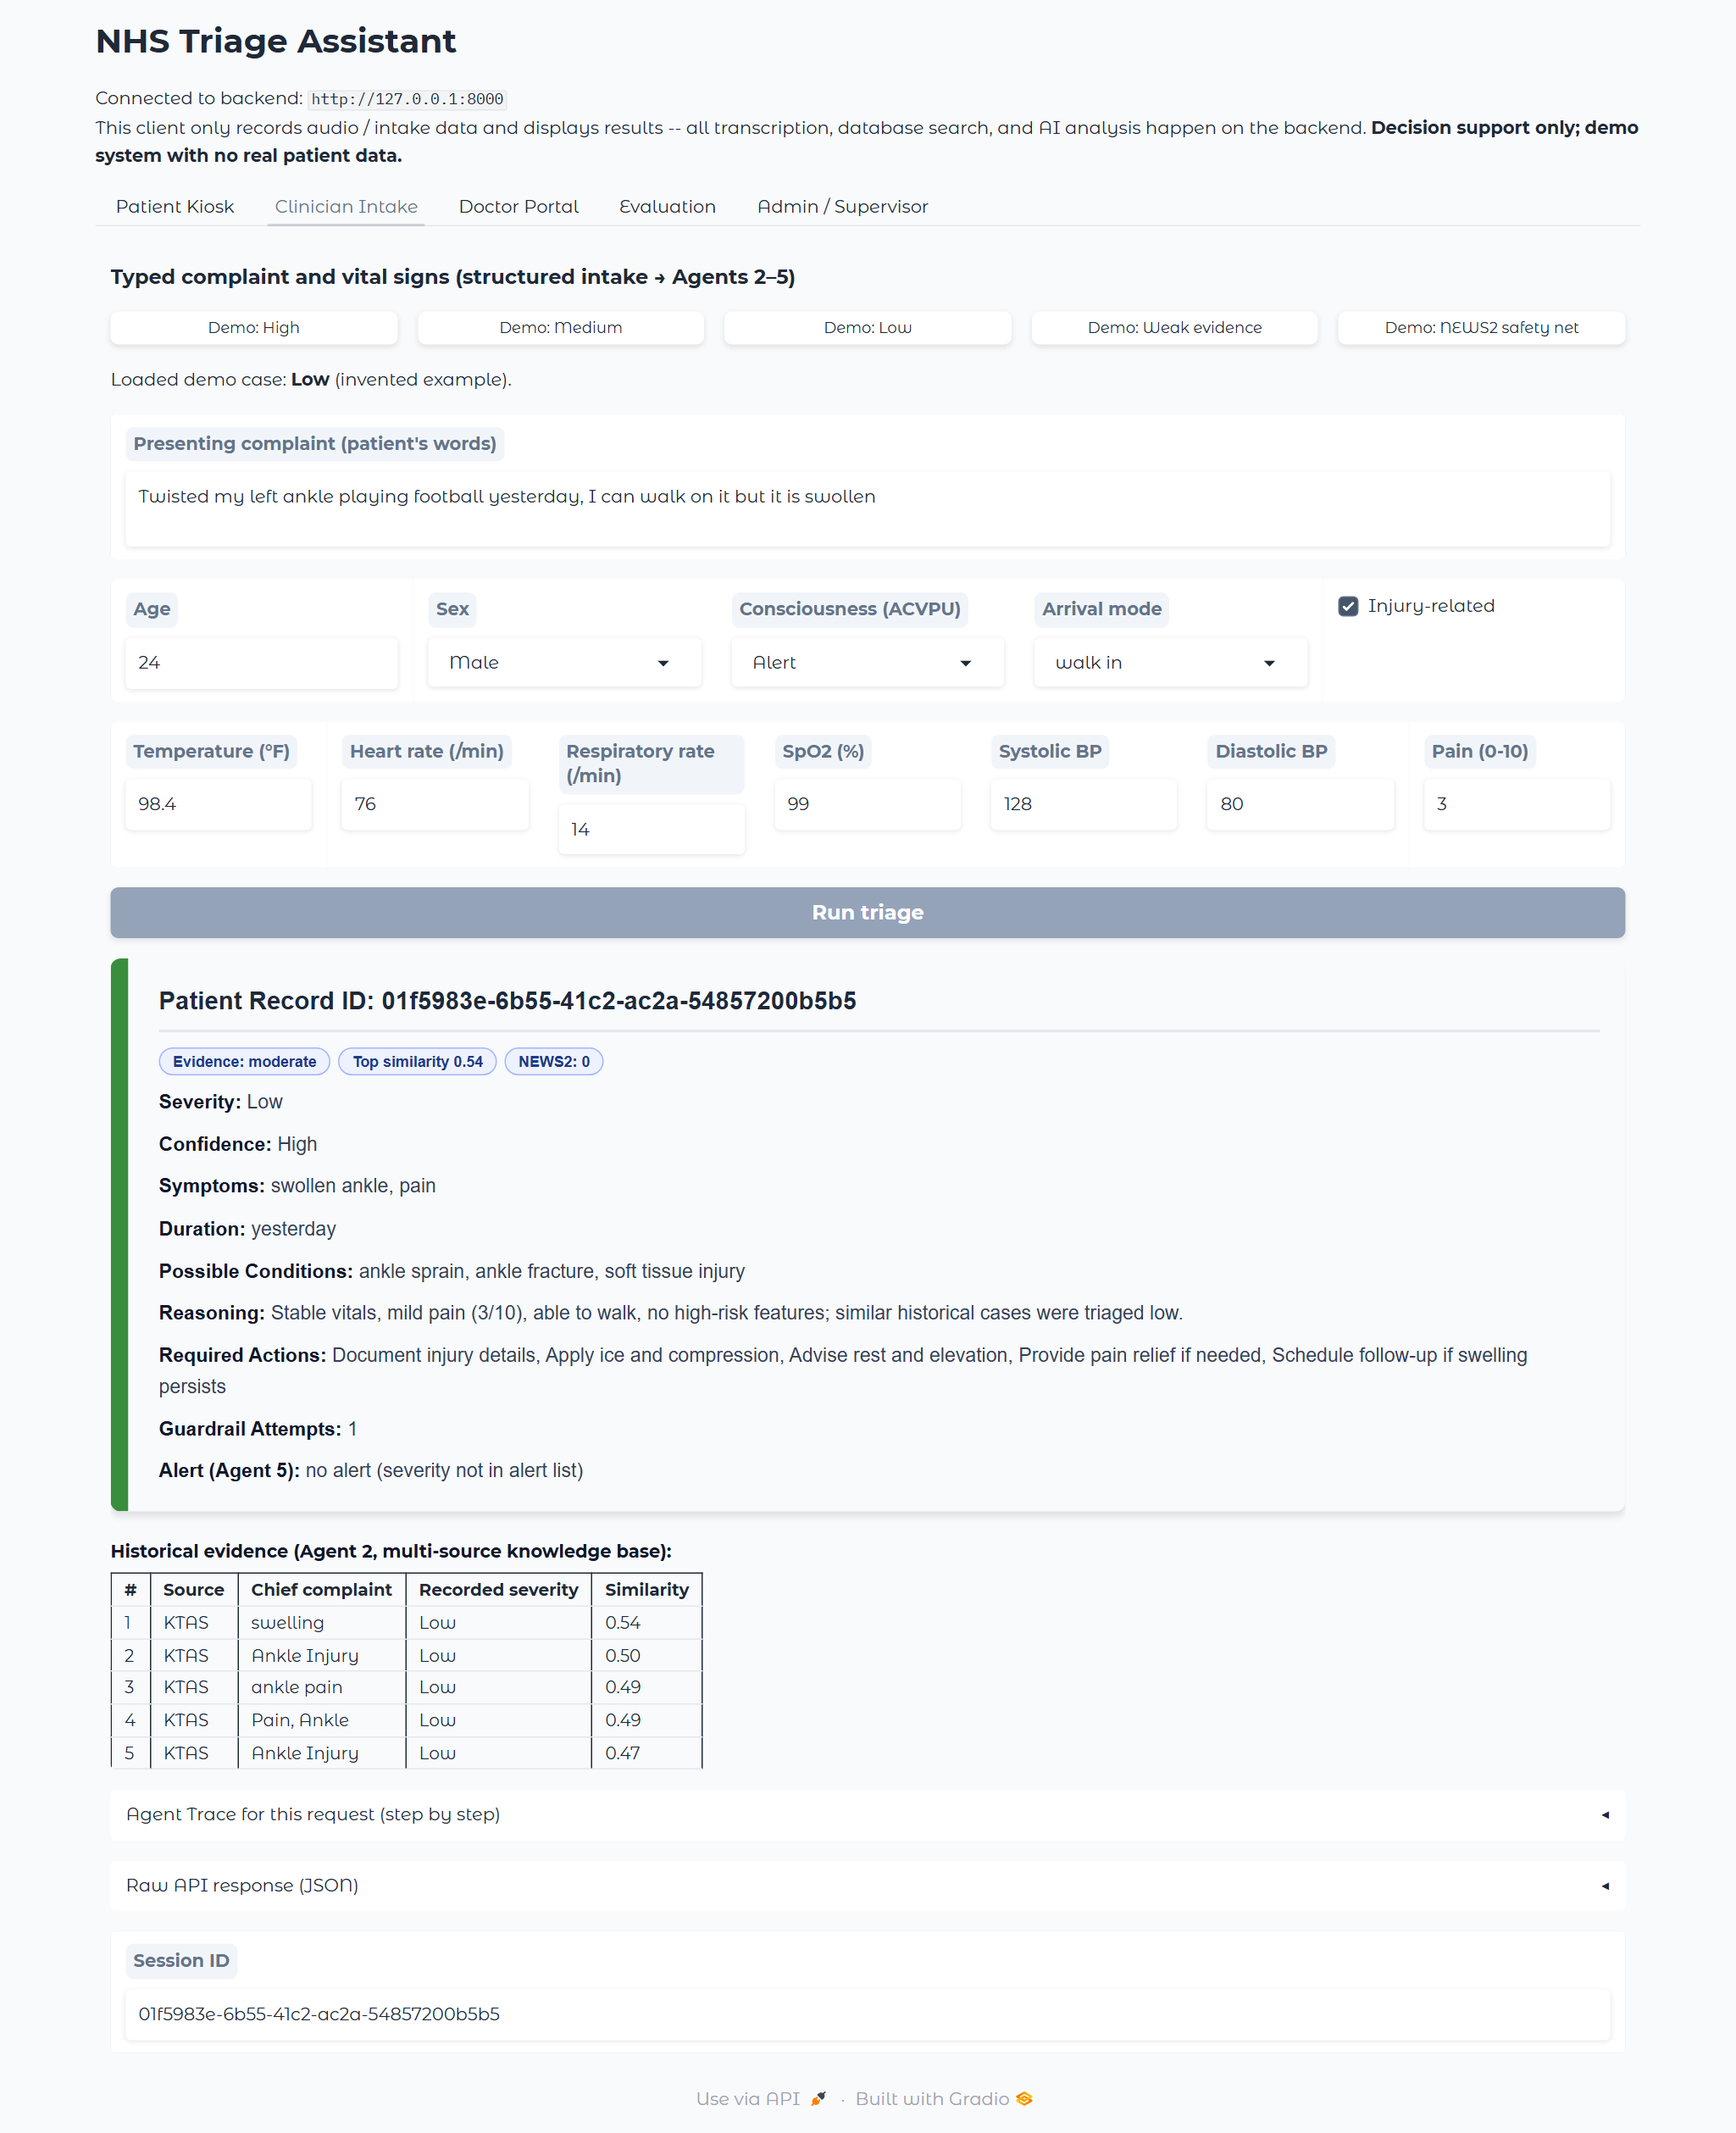 NHS Triage Assistant
Connected to backend: http://127.0.0.1:8000
This client only records audio / intake data and displays results -- all transcription, database search, and AI analysis happen on the backend. Decision support only; demo
system with no real patient data.
Patient Kiosk Clinician Intake Doctor Portal Evaluation Admin / Supervisor
Typed complaint and vital signs (structured intake → Agents 2–5)
Demo: High Demo: Medium Demo: Low Demo: Weak evidence Demo: NEWS2 safety net
Loaded demo case: Low (invented example).
Presenting complaint (patient's words)
Twisted my left ankle playing football yesterday, I can walk on it but it is swollen
Age Sex Consciousness (ACVPU) Arrival mode Injury-related
24 Male Alert walk in
Temperature (°F) Heart rate (/min) Respiratory rate (/min) SpO2 (%) Systolic BP Diastolic BP Pain (0-10)
98.4 76 14 99 128 80 3
Run triage
Patient Record ID: 01f5983e-6b55-41c2-ac2a-54857200b5b5
Evidence: moderate Top similarity 0.54 NEWS2: 0
Severity: Low
Confidence: High
Symptoms: swollen ankle, pain
Duration: yesterday
Possible Conditions: ankle sprain, ankle fracture, soft tissue injury
Reasoning: Stable vitals, mild pain (3/10), able to walk, no high-risk features; similar historical cases were triaged low.
Required Actions: Document injury details, Apply ice and compression, Advise rest and elevation, Provide pain relief if needed, Schedule follow-up if swelling
persists
Guardrail Attempts: 1
Alert (Agent 5): no alert (severity not in alert list)
Historical evidence (Agent 2, multi-source knowledge base):
# Source Chief complaint Recorded severity Similarity
1 KTAS swelling Low 0.54
2 KTAS Ankle Injury Low 0.50
3 KTAS ankle pain Low 0.49
4 KTAS Pain, Ankle Low 0.49
5 KTAS Ankle Injury Low 0.47
Agent Trace for this request (step by step)
Raw API response (JSON)
Session ID
01f5983e-6b55-41c2-ac2a-54857200b5b5
Use via API · Built with Gradio